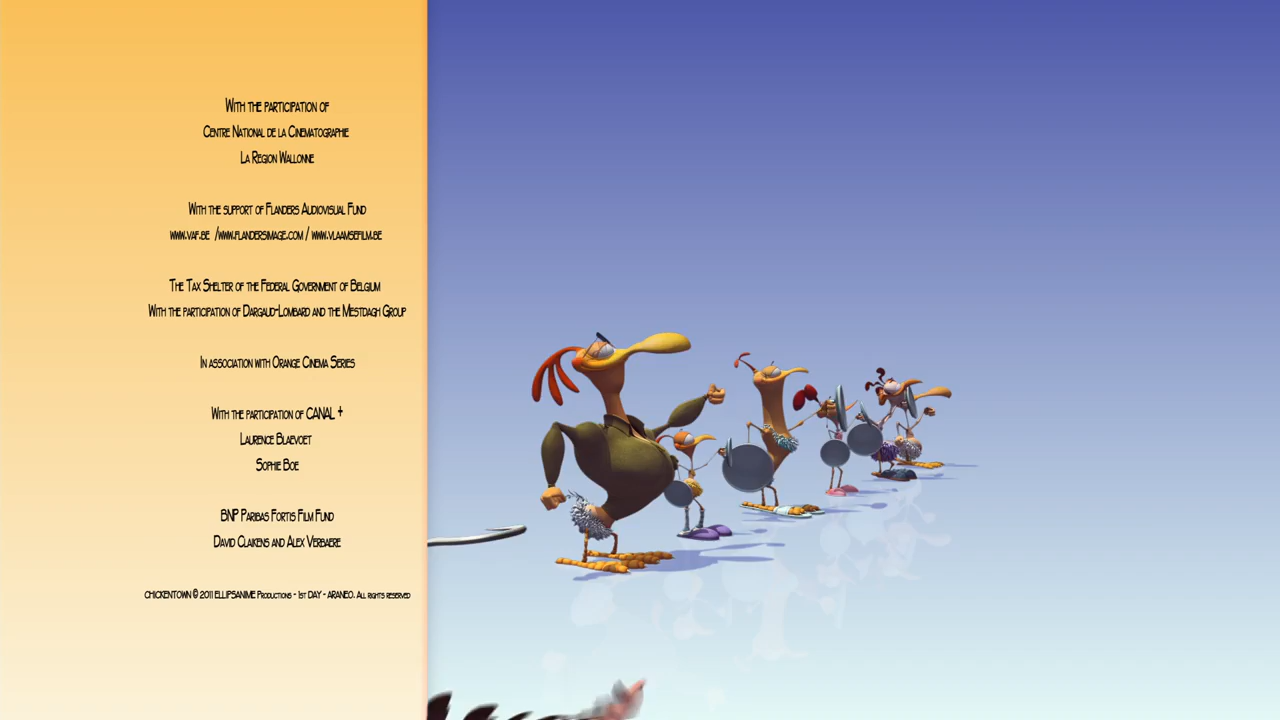 With the participation of
Centre National de la Cinematographie
La Region Wallonne
With the support of Flanders Audiovisual Fund
www.vaf.be /www.flandersimage.com / www.vlaamsefilm.be
The Tax Shelter of the Federal Government of Belgium
With the participation of Dargaud-Lombard and the Mestdagh Group
In association with Orange Cinema Series
With the participation of CANAL +
Laurence Blaevoet
Sophie Boe
BNP Paribas Fortis Film Fund
David Claikens and Alex Verbaere
CHICKENTOWN © 2011 ELLIPSANIME Productions - 1st DAY - ARANEO. All rights reserved